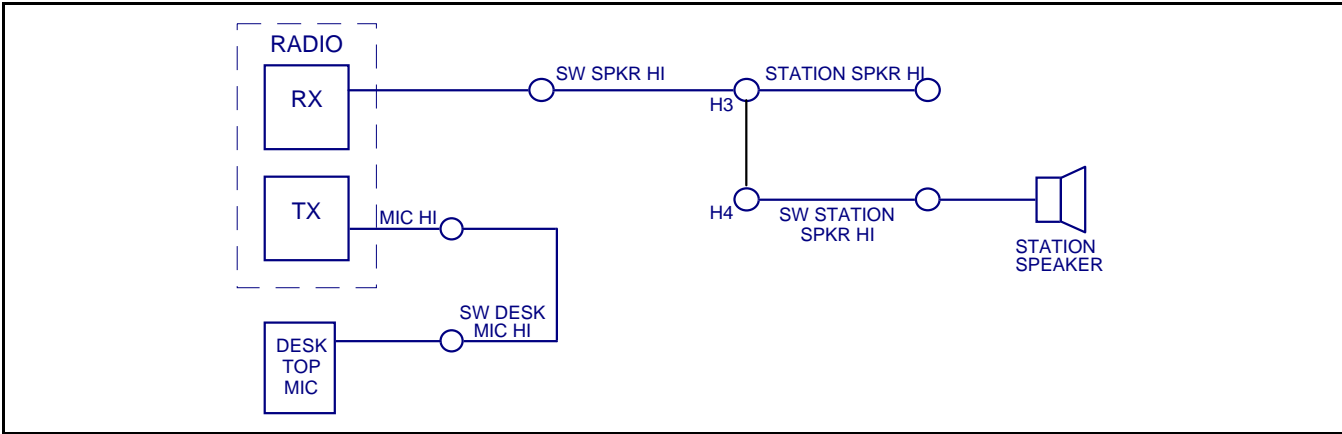 RADIO
RX
SW SPKR HI
STATION SPKR HI
H3
TX
MIC HI
H4
SW STATION
SPKR HI
STATION
SPEAKER
SW DESK
MIC HI
DESK
TOP
MIC